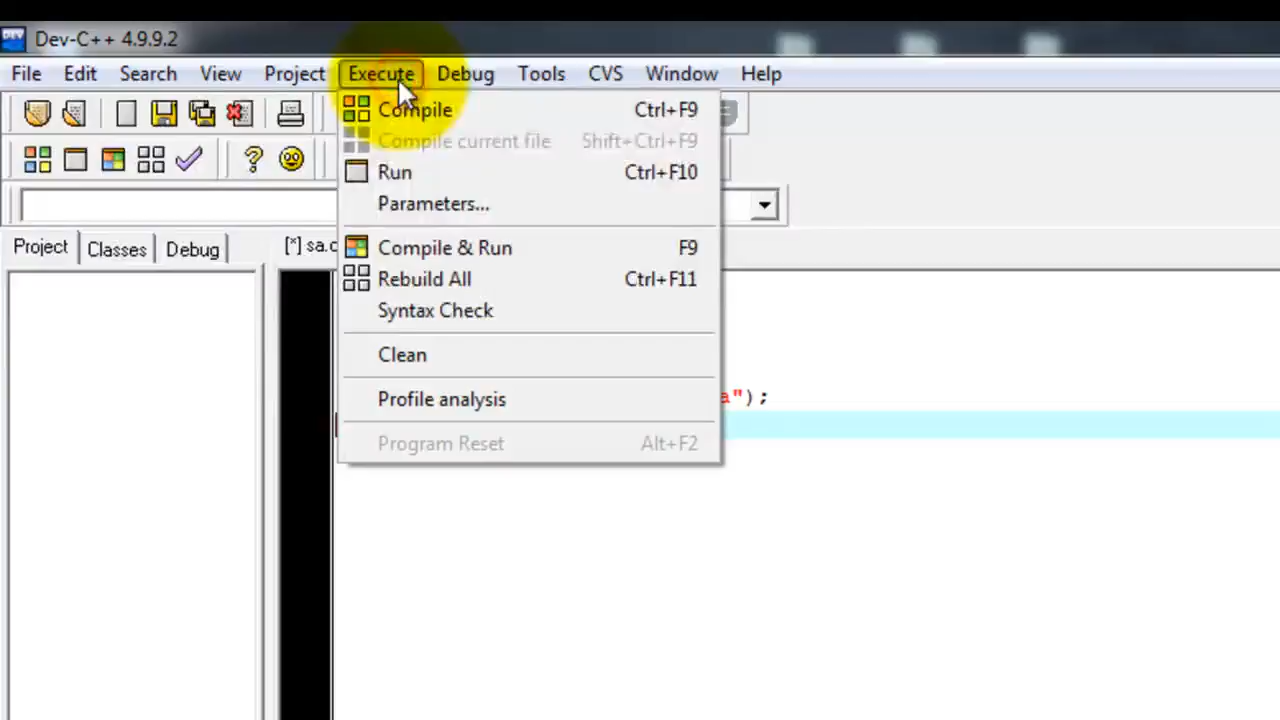 DEV Dev-C++ 4.9.9.2
File Edit Search View Project Execute Debug Tools CVS Window Help
Compile Ctrl+F9
Compile current file Shift+Ctrl+F9
Run Ctrl+F10
Parameters...
Compile & Run F9
Rebuild All Ctrl+F11
Syntax Check
Clean
Profile analysis
Program Reset Alt+F2
Project Classes Debug
[*] sa.c
a");